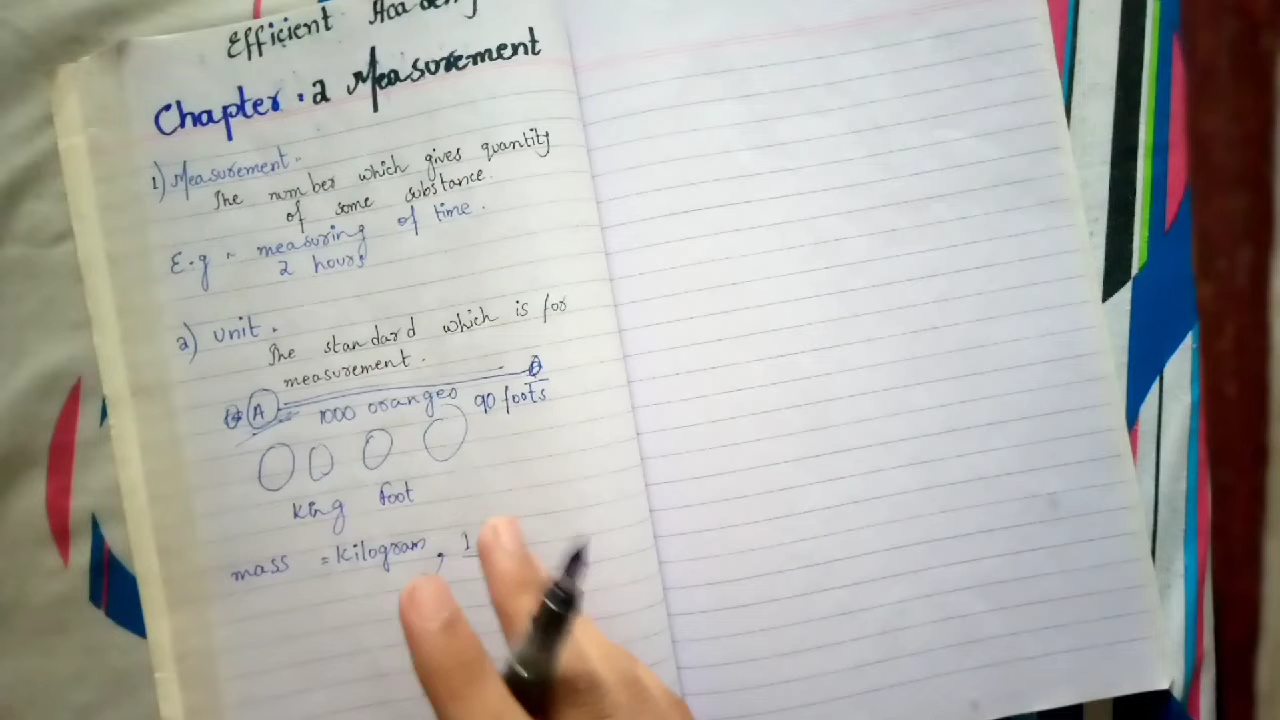 Efficient Academy
Chapter : 2 Measurement
1) Measurement :-
The number which gives quantity
of some substance.
E.g :- measuring of time.
2 hours
2) Unit :
The standard which is for
measurement.
A
1000 oranges 90 foots
King foot
mass = Kilogram , 1